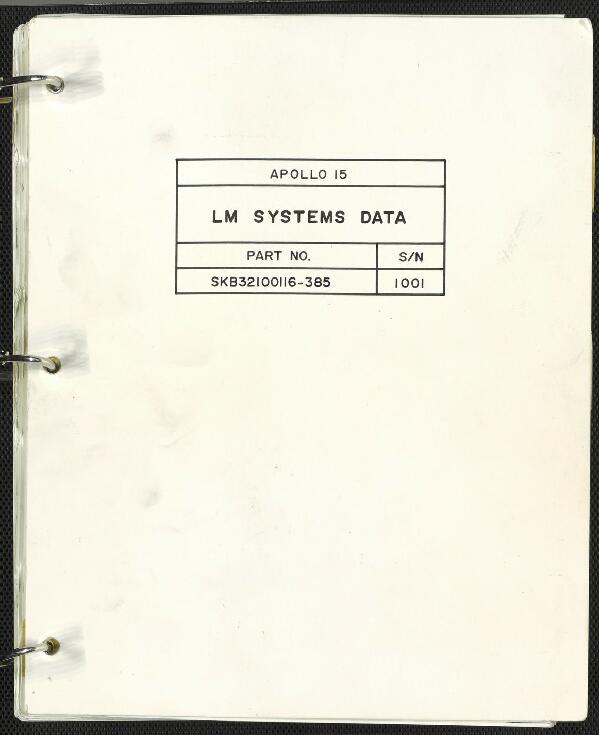 APOLLO 15
LM SYSTEMS DATA
PART NO. S/N
SKB32100116-385 1001